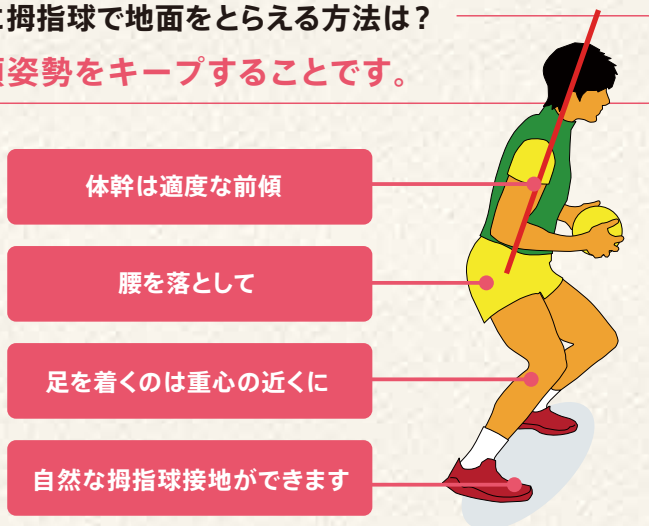 に拇指球で地面をとらえる方法は？
頃姿勢をキープすることです。
体幹は適度な前傾
腰を落として
足を着くのは重心の近くに
自然な拇指球接地ができます